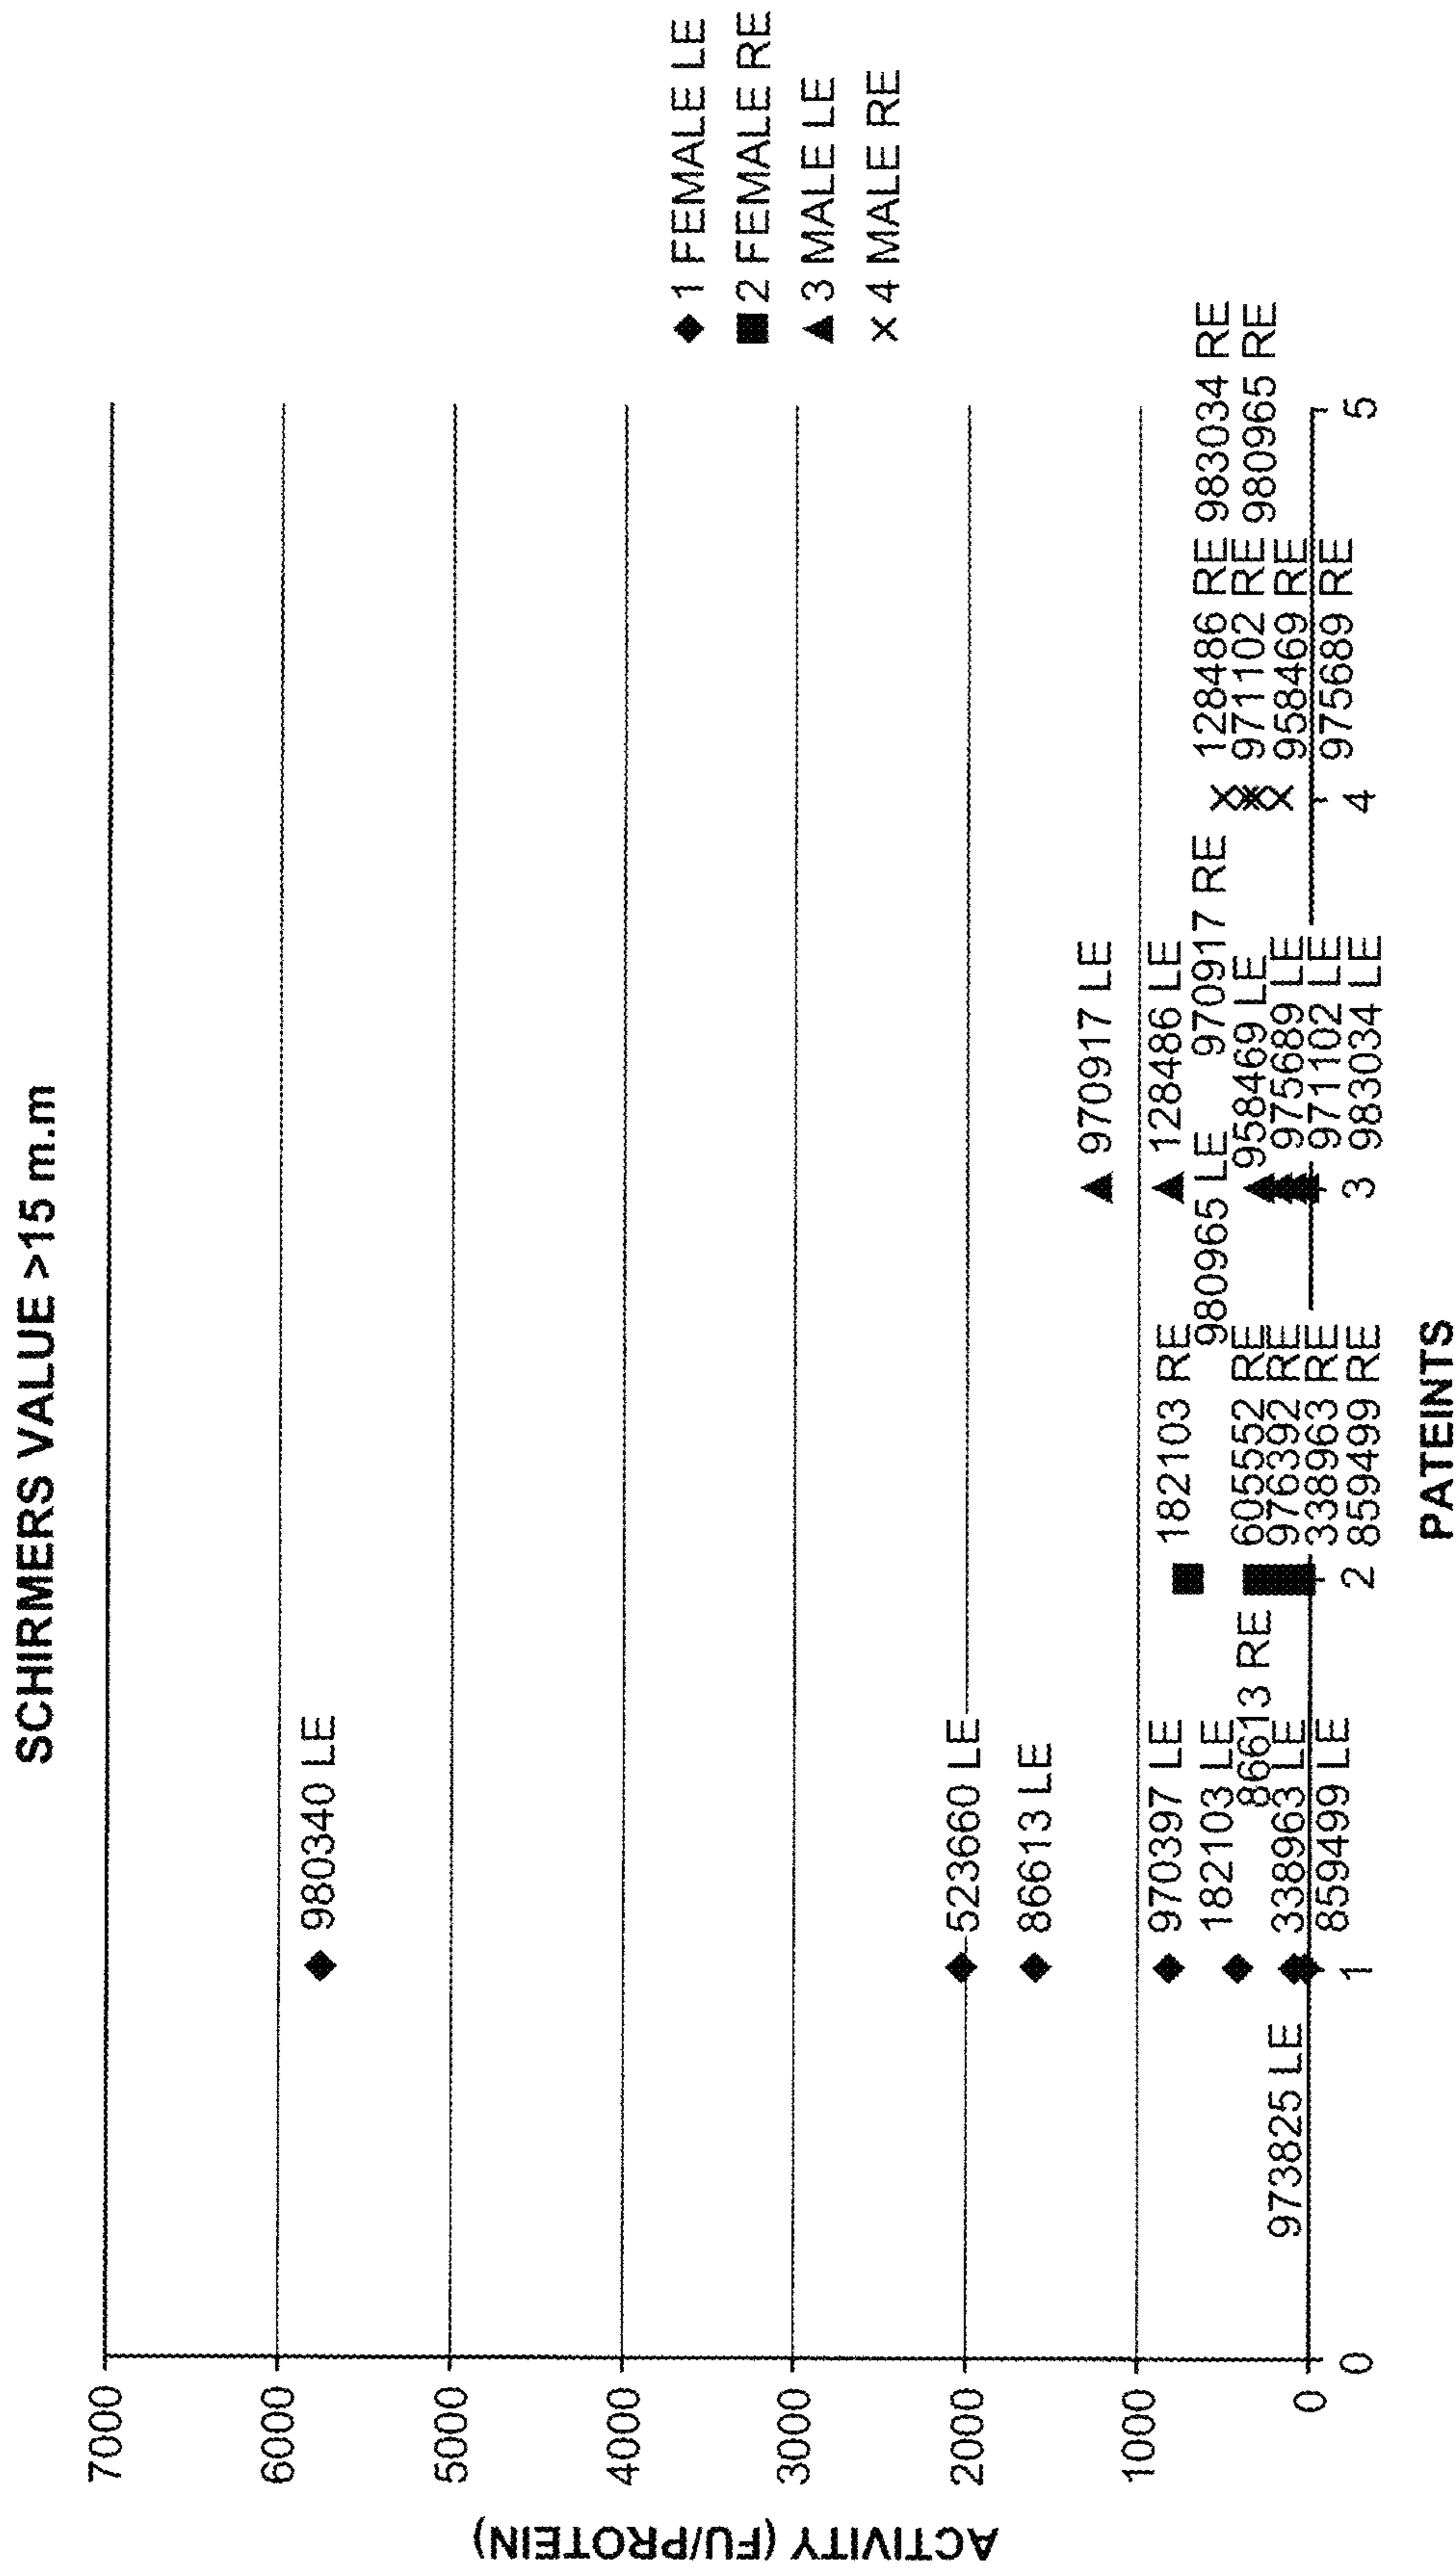 SCHIRMERS VALUE >15 m.m
ACTIVITY (FU/PROTEIN)
7000
6000
5000
4000
3000
2000
1000
0
980340 LE
523660 LE
86613 LE
970397 LE
182103 LE
86613 RE
338963 LE
859499 LE
973825 LE
182103 RE
605552 RE
976392 RE
338963 RE
859499 RE
970917 LE
128486 LE
980965 LE
970917 RE
958469 LE
975689 LE
971102 LE
983034 LE
128486 RE 983034 RE
971102 RE 980965 RE
958469 RE
975689 RE
0
1
2
3
4
5
PATEINTS
1 FEMALE LE
2 FEMALE RE
3 MALE LE
4 MALE RE